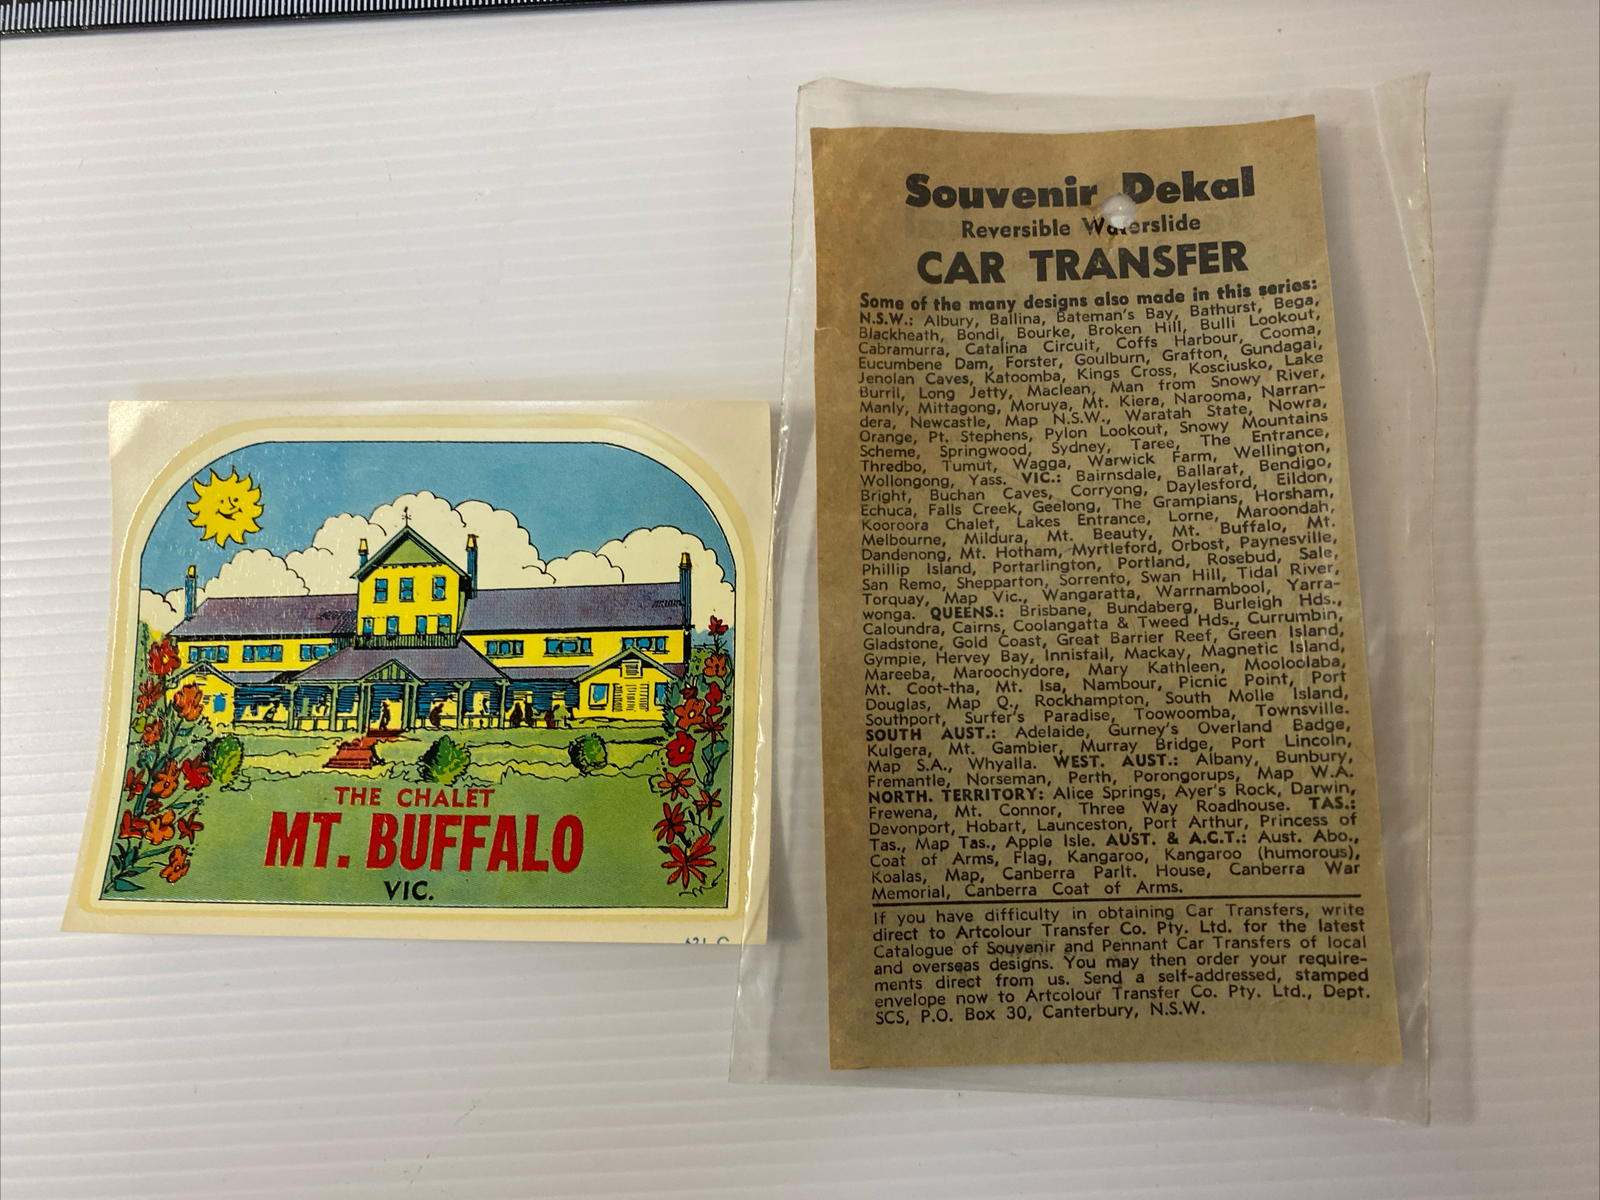 THE CHALET
MT. BUFFALO
VIC.
Souvenir Dekal
Reversible Waterslide
CAR TRANSFER
Some of the many designs also made in this series:
N.S.W.: Albury, Ballina, Bateman's Bay, Bathurst, Bega,
Blackheath, Bondi, Bourke, Broken Hill, Bulli Lookout,
Cabramurra, Catalina Circuit, Coffs Harbour, Cooma,
Eucumbene Dam, Forster, Goulburn, Grafton, Gundagai,
Jenolan Caves, Katoomba, Kings Cross, Kosciusko, Lake
Burril, Long Jetty, Maclean, Man from Snowy River,
Manly, Mittagong, Moruya, Mt. Kiera, Narooma, Narran-
dera, Newcastle, Map N.S.W., Waratah State, Nowra,
Orange, Pt. Stephens, Pylon Lookout, Snowy Mountains
Scheme, Springwood, Sydney, Taree, The Entrance,
Thredbo, Tumut, Wagga, Warwick Farm, Wellington,
Wollongong, Yass. VIC.: Bairnsdale, Ballarat, Bendigo,
Bright, Buchan Caves, Corryong, Daylesford, Eildon,
Echuca, Falls Creek, Geelong, The Grampians, Horsham,
Kooroora Chalet, Lakes Entrance, Lorne, Maroondah,
Melbourne, Mildura, Mt. Beauty, Mt. Buffalo, Mt.
Dandenong, Mt. Hotham, Myrtleford, Orbost, Paynesville,
Phillip Island, Portarlington, Portland, Rosebud, Sale,
San Remo, Shepparton, Sorrento, Swan Hill, Tidal River,
Torquay, Map Vic., Wangaratta, Warrnambool, Yarra-
wonga. QUEENS.: Brisbane, Bundaberg, Burleigh Hds.,
Caloundra, Cairns, Coolangatta & Tweed Hds., Currumbin,
Gladstone, Gold Coast, Great Barrier Reef, Green Island,
Gympie, Hervey Bay, Innisfail, Mackay, Magnetic Island,
Mareeba, Maroochydore, Mary Kathleen, Mooloolaba,
Mt. Coot-tha, Mt. Isa, Nambour, Picnic Point, Port
Douglas, Map Q., Rockhampton, South Molle Island,
Southport, Surfer's Paradise, Toowoomba, Townsville.
SOUTH AUST.: Adelaide, Gurney's Overland Badge,
Kulgera, Mt. Gambier, Murray Bridge, Port Lincoln,
Map S.A., Whyalla. WEST. AUST.: Albany, Bunbury,
Fremantle, Norseman, Perth, Porongorups, Map W.A.
NORTH. TERRITORY: Alice Springs, Ayer's Rock, Darwin,
Frewena, Mt. Connor, Three Way Roadhouse. TAS.:
Devonport, Hobart, Launceston, Port Arthur, Princess of
Tas., Map Tas., Apple Isle. AUST. & A.C.T.: Aust. Abo.,
Coat of Arms, Flag, Kangaroo, Kangaroo (humorous),
Koalas, Map, Canberra Parlt. House, Canberra War
Memorial, Canberra Coat of Arms.
If you have difficulty in obtaining Car Transfers, write
direct to Artcolour Transfer Co. Pty. Ltd. for the latest
Catalogue of Souvenir and Pennant Car Transfers of local
and overseas designs. You may then order your require-
ments direct from us. Send a self-addressed, stamped
envelope now to Artcolour Transfer Co. Pty. Ltd., Dept.
SCS, P.O. Box 30, Canterbury, N.S.W.